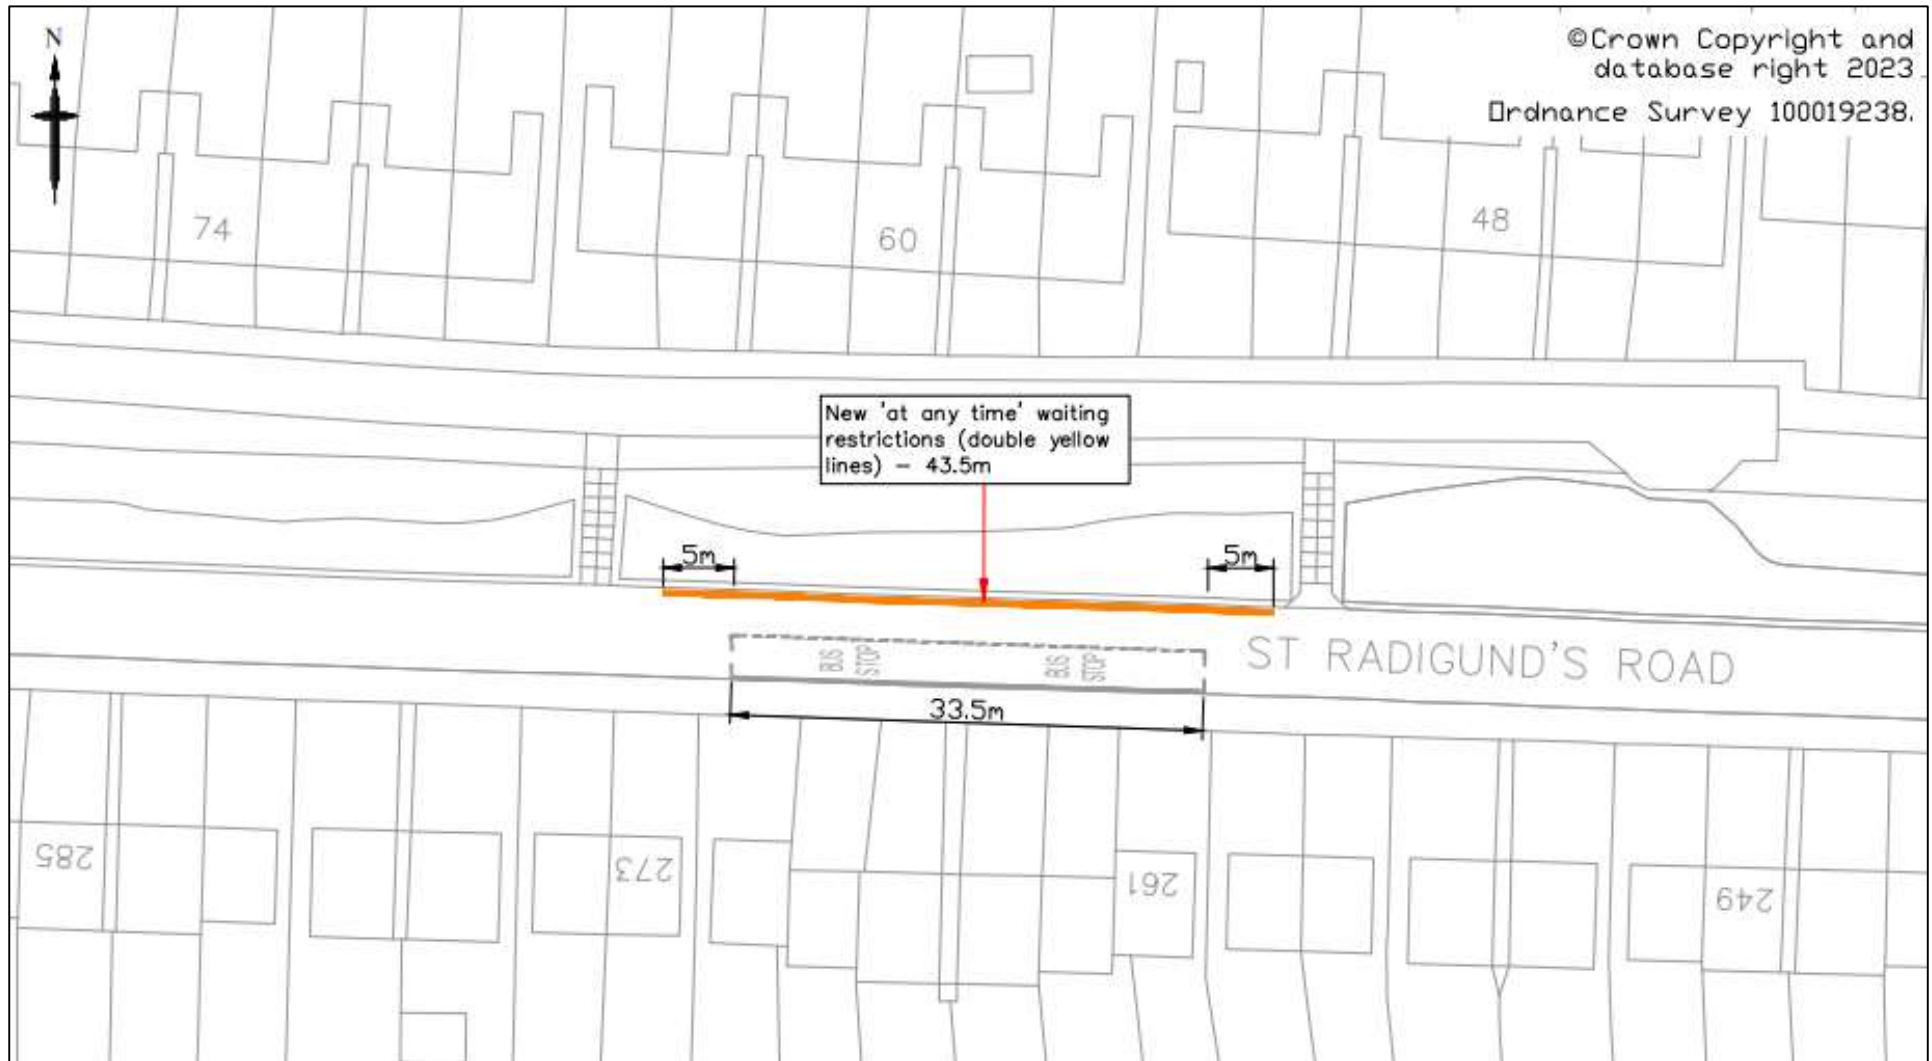 N
©Crown Copyright and
database right 2023
Ordnance Survey 100019238.
74
60
48
New 'at any time' waiting
restrictions (double yellow
lines) - 43.5m
5m
5m
BUS
STOP
BUS
STOP
ST RADIGUND'S ROAD
33.5m
285
273
261
249